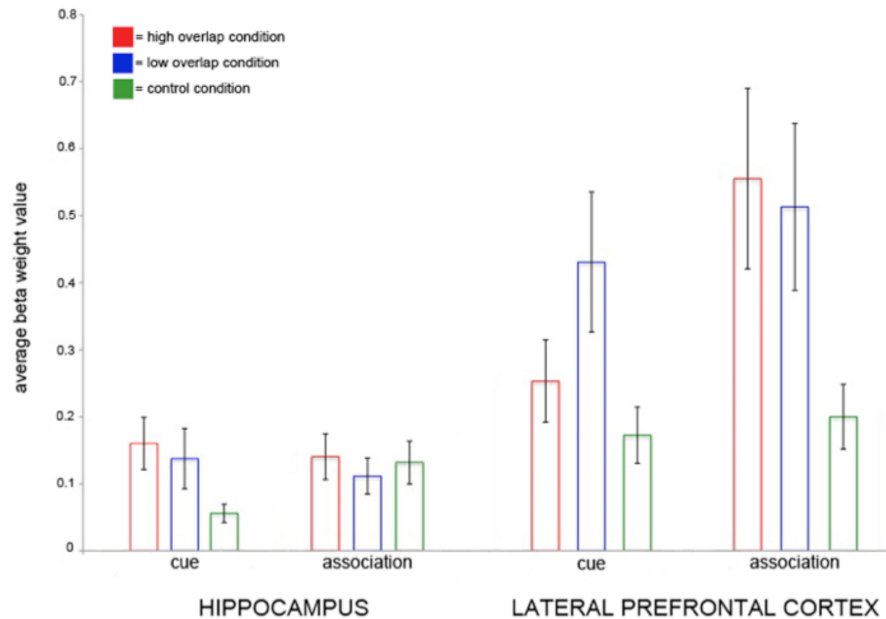 0.8
= high overlap condition
= low overlap condition
= control condition
0.7
0.6
0.5
0.4
0.3
0.2
0.1
0
average beta weight value
cue
association
cue
association
HIPPOCAMPUS
LATERAL PREFRONTAL CORTEX